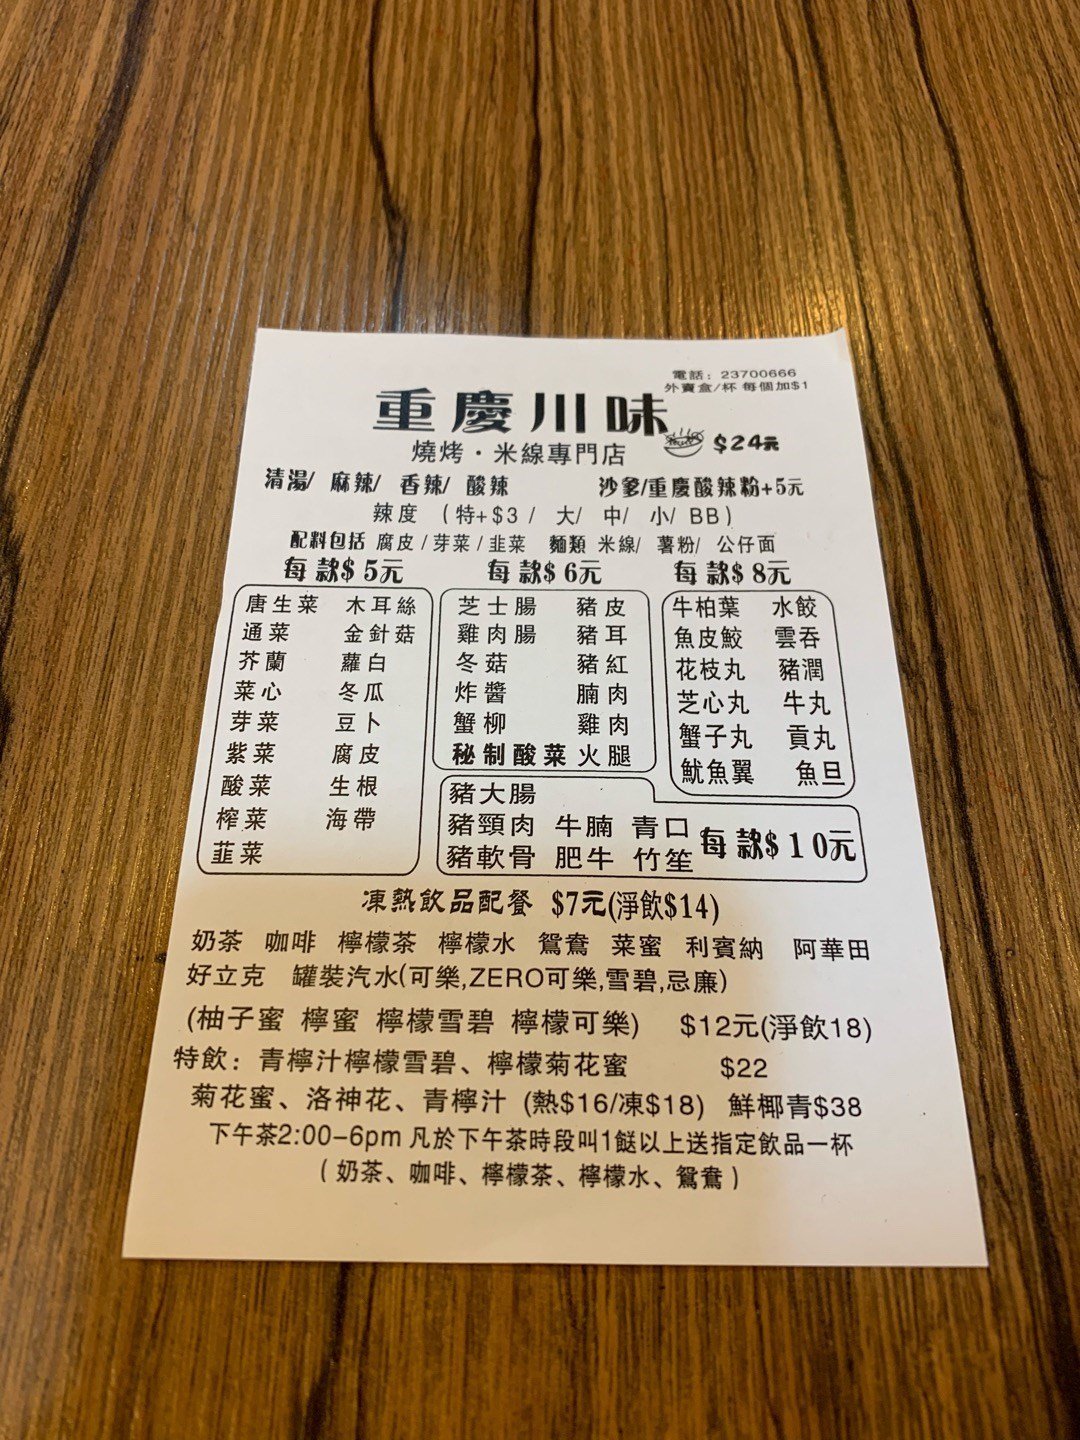 電話：23700666
外賣盒/杯 每個加$1
重慶川味
燒烤・米線專門店 $24元
清湯/ 麻辣/ 香辣/ 酸辣 沙爹/重慶酸辣粉+5元
辣度 (特+$3 / 大/ 中/ 小/ BB)
配料包括 腐皮/芽菜/韭菜 麵類 米線/ 薯粉/ 公仔面
每款$5元 每款$6元 每款$8元
唐生菜 木耳絲 芝士腸 豬皮 牛柏葉 水餃
通菜 金針菇 雞肉腸 豬耳 魚皮鮫 雲吞
芥蘭 蘿白 冬菇 豬紅 花枝丸 豬潤
菜心 冬瓜 炸醬 腩肉 芝心丸 牛丸
芽菜 豆卜 蟹柳 雞肉 蟹子丸 貢丸
紫菜 腐皮 秘制酸菜 火腿 魷魚翼 魚旦
酸菜 生根 豬大腸
榨菜 海帶 豬頸肉 牛腩 青口 每款$10元
韮菜 豬軟骨 肥牛 竹笙
凍熱飲品配餐 $7元(淨飲$14)
奶茶 咖啡 檸檬茶 檸檬水 鴛鴦 菜蜜 利賓納 阿華田
好立克 罐裝汽水(可樂,ZERO可樂,雪碧,忌廉)
(柚子蜜 檸蜜 檸檬雪碧 檸檬可樂) $12元(淨飲18)
特飲：青檸汁檸檬雪碧、檸檬菊花蜜 $22
菊花蜜、洛神花、青檸汁 (熱$16/凍$18) 鮮椰青$38
下午茶2:00-6pm 凡於下午茶時段叫1餸以上送指定飲品一杯
(奶茶、咖啡、檸檬茶、檸檬水、鴛鴦)